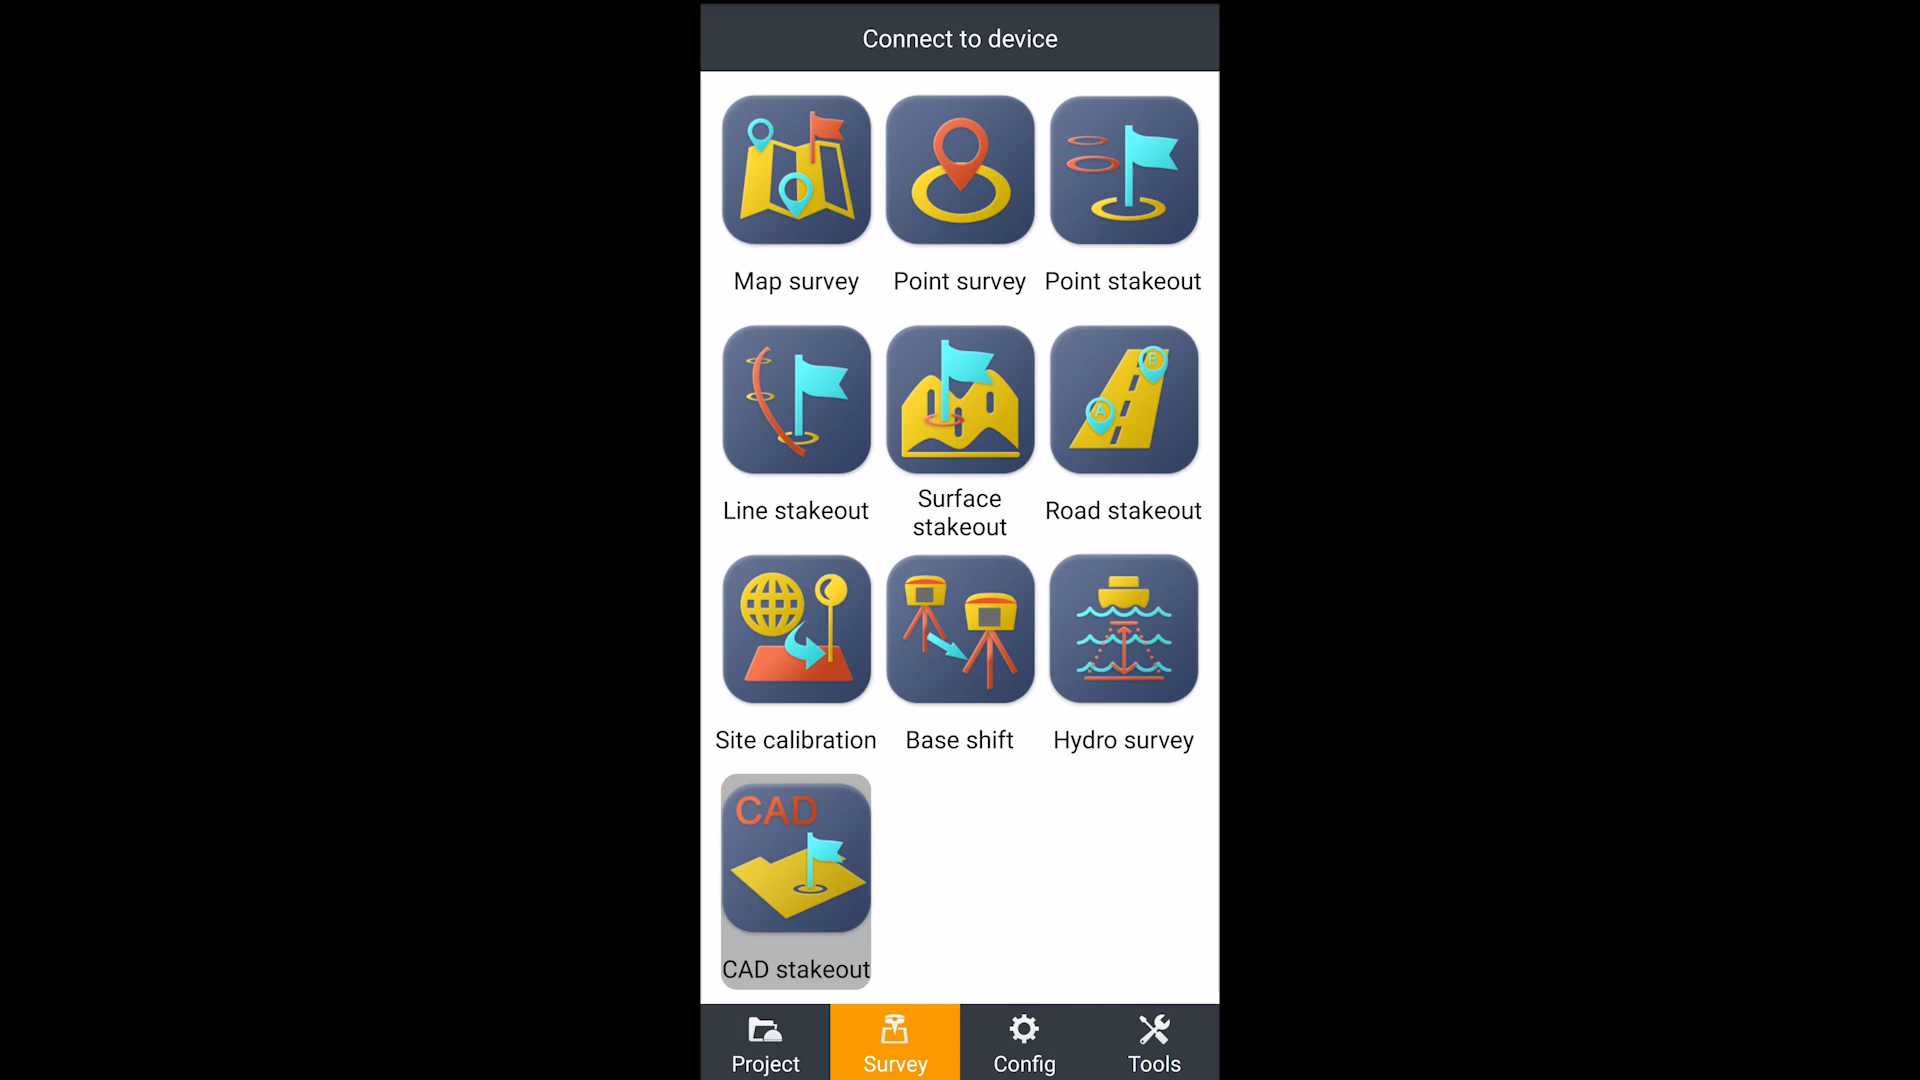 Connect to device
Map survey
Point survey
Point stakeout
Line stakeout
Surface
stakeout
Road stakeout
B
A
Site calibration
Base shift
Hydro survey
CAD
CAD stakeout
Project
Survey
Config
Tools